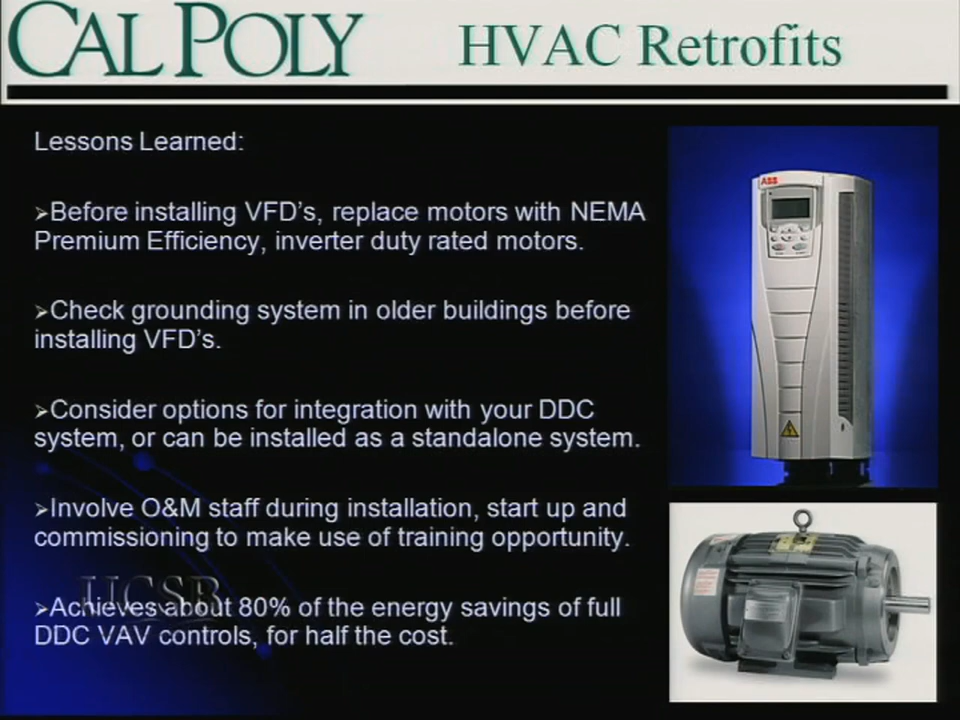 CAL POLY
HVAC Retrofits
Lessons Learned:
➢Before installing VFD's, replace motors with NEMA
Premium Efficiency, inverter duty rated motors.
➢Check grounding system in older buildings before
installing VFD's.
➢Consider options for integration with your DDC
system, or can be installed as a standalone system.
➢Involve O&M staff during installation, start up and
commissioning to make use of training opportunity.
➢Achieves about 80% of the energy savings of full
DDC VAV controls, for half the cost.
UCSB
ABB